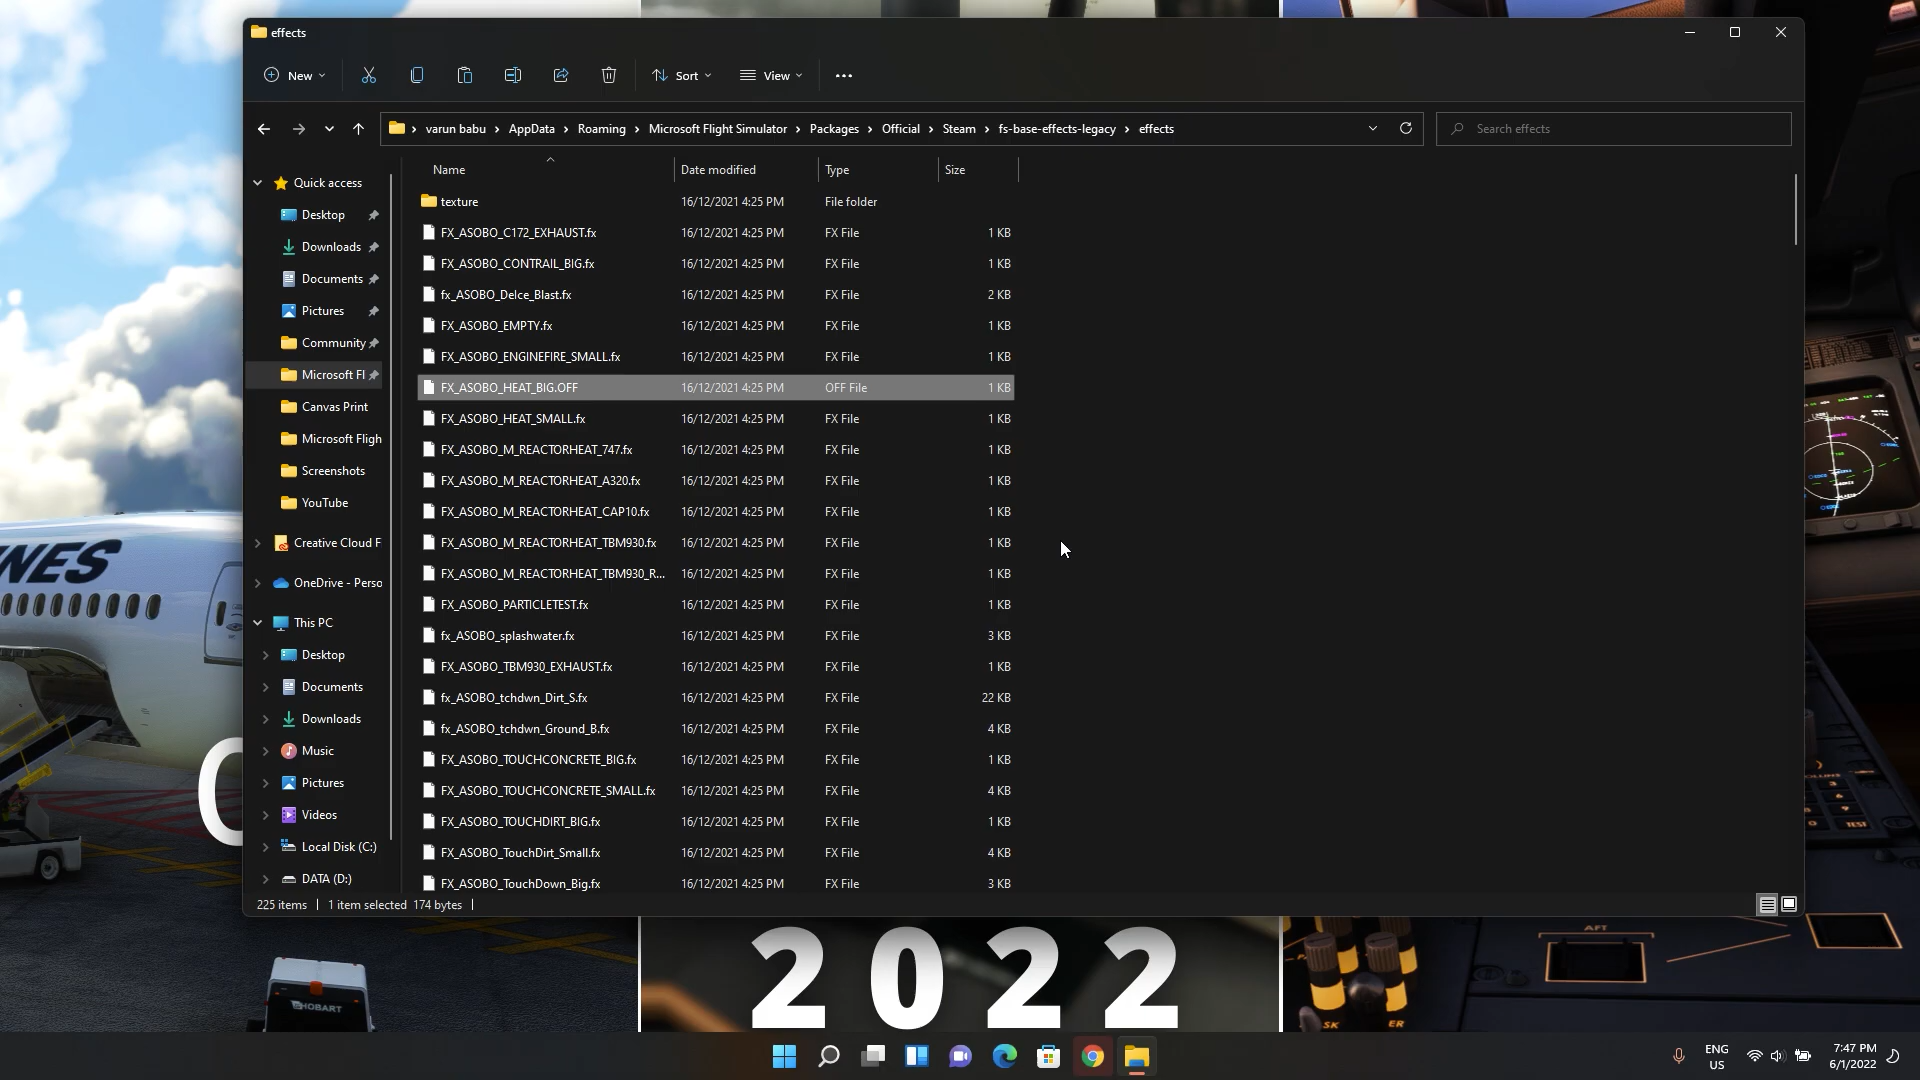 effects
New
Sort
View
varun babu > AppData > Roaming > Microsoft Flight Simulator > Packages > Official > Steam > fs-base-effects-legacy > effects
Search effects
Name Date modified Type Size
Quick access
Desktop
Downloads
Documents
Pictures
Community
Microsoft Fl
Canvas Print
Microsoft Fligh
Screenshots
YouTube
Creative Cloud F
OneDrive - Perso
This PC
Desktop
Documents
Downloads
Music
Pictures
Videos
Local Disk (C:)
DATA (D:)
texture 16/12/2021 4:25 PM File folder
FX_ASOBO_C172_EXHAUST.fx 16/12/2021 4:25 PM FX File 1 KB
FX_ASOBO_CONTRAIL_BIG.fx 16/12/2021 4:25 PM FX File 1 KB
fx_ASOBO_DeIce_Blast.fx 16/12/2021 4:25 PM FX File 2 KB
FX_ASOBO_EMPTY.fx 16/12/2021 4:25 PM FX File 1 KB
FX_ASOBO_ENGINEFIRE_SMALL.fx 16/12/2021 4:25 PM FX File 1 KB
FX_ASOBO_HEAT_BIG.OFF 16/12/2021 4:25 PM OFF File 1 KB
FX_ASOBO_HEAT_SMALL.fx 16/12/2021 4:25 PM FX File 1 KB
FX_ASOBO_M_REACTORHEAT_747.fx 16/12/2021 4:25 PM FX File 1 KB
FX_ASOBO_M_REACTORHEAT_A320.fx 16/12/2021 4:25 PM FX File 1 KB
FX_ASOBO_M_REACTORHEAT_CAP10.fx 16/12/2021 4:25 PM FX File 1 KB
FX_ASOBO_M_REACTORHEAT_TBM930.fx 16/12/2021 4:25 PM FX File 1 KB
FX_ASOBO_M_REACTORHEAT_TBM930_R... 16/12/2021 4:25 PM FX File 1 KB
FX_ASOBO_PARTICLETEST.fx 16/12/2021 4:25 PM FX File 1 KB
fx_ASOBO_splashwater.fx 16/12/2021 4:25 PM FX File 3 KB
FX_ASOBO_TBM930_EXHAUST.fx 16/12/2021 4:25 PM FX File 1 KB
fx_ASOBO_tchdwn_Dirt_S.fx 16/12/2021 4:25 PM FX File 22 KB
fx_ASOBO_tchdwn_Ground_B.fx 16/12/2021 4:25 PM FX File 4 KB
FX_ASOBO_TOUCHCONCRETE_BIG.fx 16/12/2021 4:25 PM FX File 1 KB
FX_ASOBO_TOUCHCONCRETE_SMALL.fx 16/12/2021 4:25 PM FX File 4 KB
FX_ASOBO_TOUCHDIRT_BIG.fx 16/12/2021 4:25 PM FX File 1 KB
FX_ASOBO_TouchDirt_Small.fx 16/12/2021 4:25 PM FX File 4 KB
FX_ASOBO_TouchDown_Big.fx 16/12/2021 4:25 PM FX File 3 KB
225 items 1 item selected 174 bytes
NES
HOBART
2022
AFT
SK ER
TEST
ENG
US
7:47 PM
6/1/2022